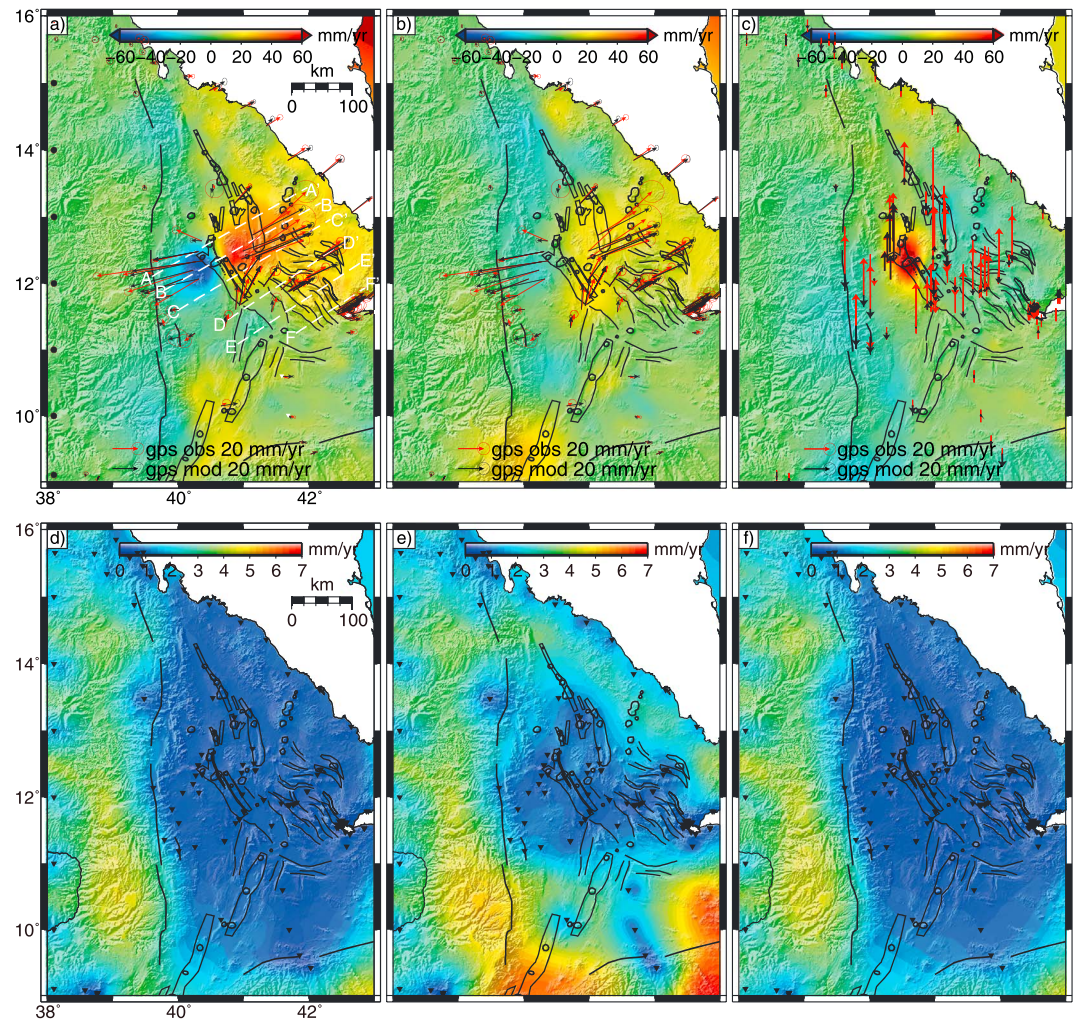 a)
mm/yr
−60−40−20 0 20 40 60
km
0 100
b)
mm/yr
−60−40−20 0 20 40 60
c)
mm/yr
−60−40−20 0 20 40 60
16˚
14˚
12˚
10˚
A'
B'
C'
D'
E'
F'
A
B
C
D
E
F
gps obs 20 mm/yr
gps mod 20 mm/yr
gps obs 20 mm/yr
gps mod 20 mm/yr
gps obs 20 mm/yr
gps mod 20 mm/yr
38˚ 40˚ 42˚
d)
mm/yr
0 1 2 3 4 5 6 7
km
0 100
e)
mm/yr
0 1 2 3 4 5 6 7
f)
mm/yr
0 1 2 3 4 5 6 7
16˚
14˚
12˚
10˚
38˚ 40˚ 42˚